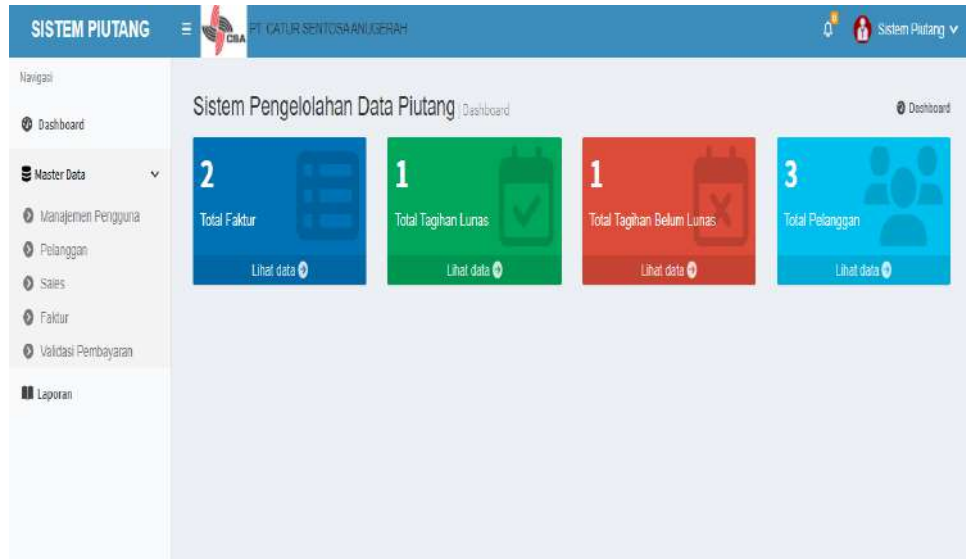 SISTEM PIUTANG
CSA PT. CATUR SENTOSA ANUGERAH
Sistem Piutang
Navigasi
Dashboard
Master Data
Manajemen Pengguna
Pelanggan
Sales
Faktur
Validasi Pembayaran
Laporan
Sistem Pengelolahan Data Piutang | Dashboard
Dashboard
2
Total Faktur
Lihat data
1
Total Tagihan Lunas
Lihat data
1
Total Tagihan Belum Lunas
Lihat data
3
Total Pelanggan
Lihat data